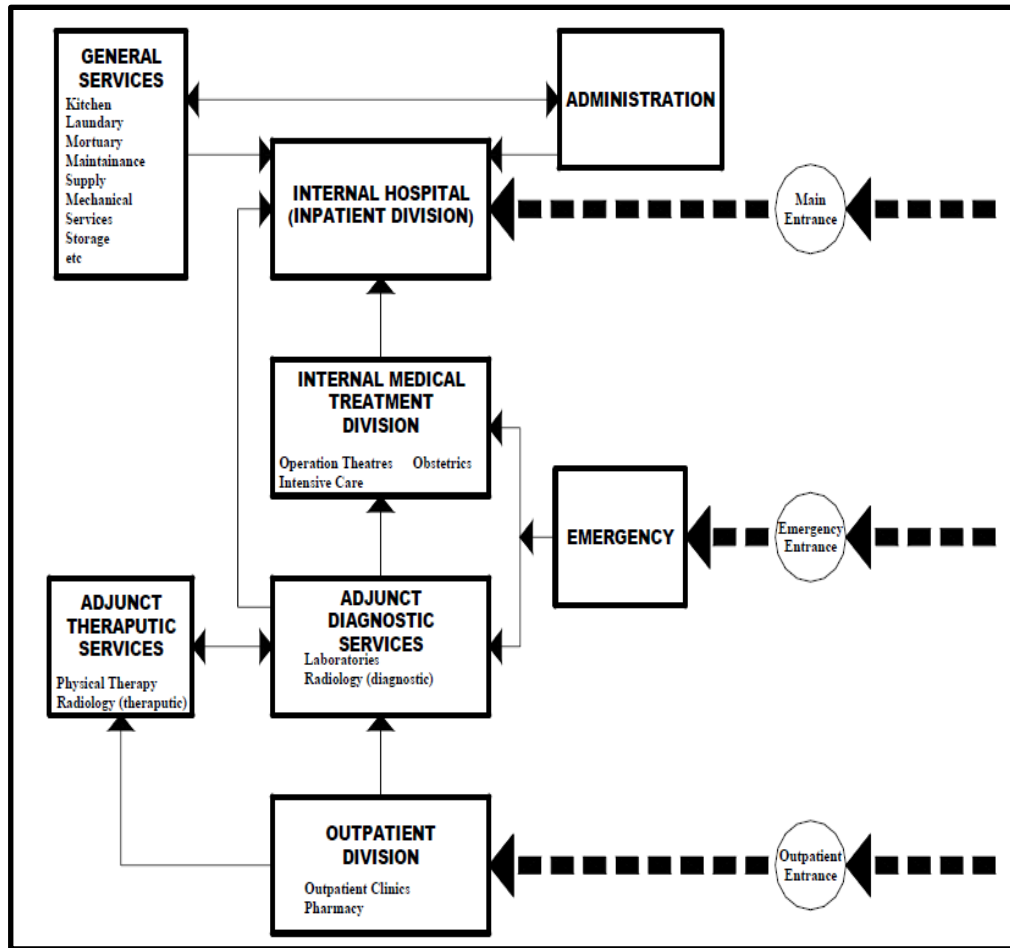 GENERAL
SERVICES
Kitchen
Laundary
Mortuary
Maintainance
Supply
Mechanical
Services
Storage
etc
ADMINISTRATION
INTERNAL HOSPITAL
(INPATIENT DIVISION)
Main
Entrance
INTERNAL MEDICAL
TREATMENT
DIVISION
Operation Theatres Obstetrics
Intensive Care
EMERGENCY
Emergency
Entrance
ADJUNCT
THERAPUTIC
SERVICES
Physical Therapy
Radiology (theraputic)
ADJUNCT
DIAGNOSTIC
SERVICES
Laboratories
Radiology (diagnostic)
OUTPATIENT
DIVISION
Outpatient Clinics
Pharmacy
Outpatient
Entrance